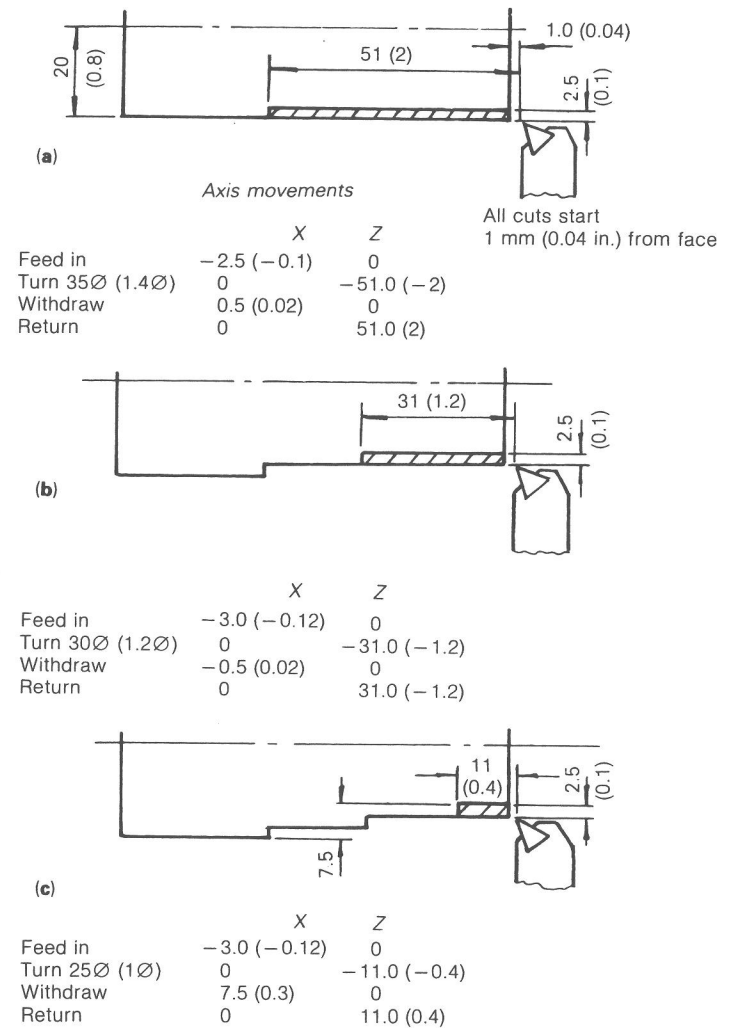 1.0 (0.04)
51 (2)
20
(0.8)
2.5
(0.1)
(a)
Axis movements
All cuts start
1 mm (0.04 in.) from face
X Z
Feed in −2.5 (−0.1) 0
Turn 35∅ (1.4∅) 0 −51.0 (−2)
Withdraw 0.5 (0.02) 0
Return 0 51.0 (2)
31 (1.2)
2.5
(0.1)
(b)
X Z
Feed in −3.0 (−0.12) 0
Turn 30∅ (1.2∅) 0 −31.0 (−1.2)
Withdraw −0.5 (0.02) 0
Return 0 31.0 (−1.2)
11
(0.4)
2.5
(0.1)
7.5
(c)
X Z
Feed in −3.0 (−0.12) 0
Turn 25∅ (1∅) 0 −11.0 (−0.4)
Withdraw 7.5 (0.3) 0
Return 0 11.0 (0.4)